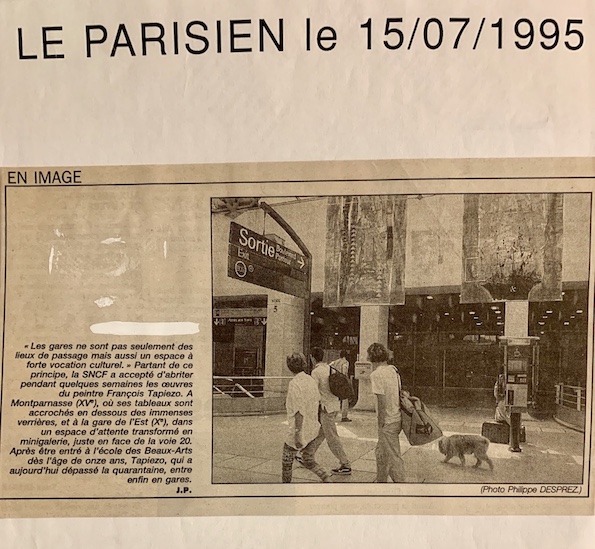 LE PARISIEN le 15/07/1995
EN IMAGE
« Les gares ne sont pas seulement des
lieux de passage mais aussi un espace à
forte vocation culturel. » Partant de ce
principe, la SNCF a accepté d'abriter
pendant quelques semaines les œuvres
du peintre François Tapiezo. A
Montparnasse (XVᵉ), où ses tableaux sont
accrochés en dessous des immenses
verrières, et à la gare de l'Est (Xᵉ), dans
un espace d'attente transformé en
minigalerie, juste en face de la voie 20.
Après être entré à l'école des Beaux-Arts
dès l'âge de onze ans, Tapiezo, qui a
aujourd'hui dépassé la quarantaine, entre
enfin en gares.
J.P.
Sortie
Exit
5
(Photo Philippe DESPREZ.)